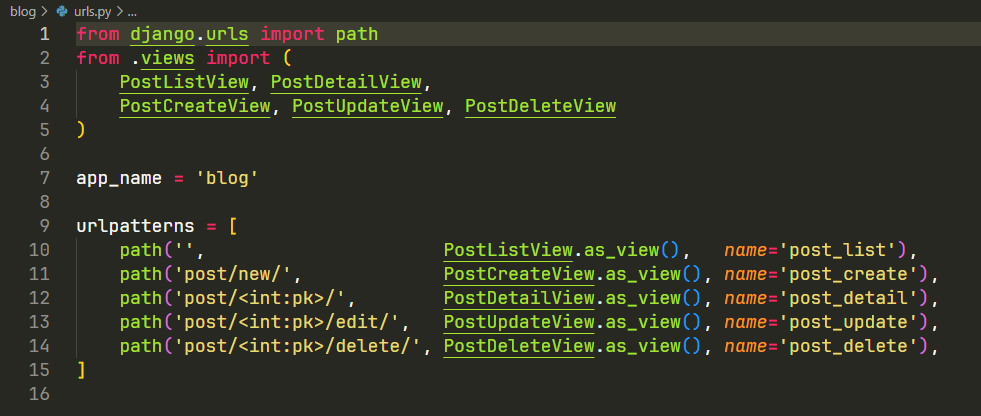 blog > urls.py > ...
1 from django.urls import path
2 from .views import (
3     PostListView, PostDetailView,
4     PostCreateView, PostUpdateView, PostDeleteView
5 )
6
7 app_name = 'blog'
8
9 urlpatterns = [
10     path('',                      PostListView.as_view(),   name='post_list'),
11     path('post/new/',             PostCreateView.as_view(), name='post_create'),
12     path('post/<int:pk>/',        PostDetailView.as_view(), name='post_detail'),
13     path('post/<int:pk>/edit/',   PostUpdateView.as_view(), name='post_update'),
14     path('post/<int:pk>/delete/', PostDeleteView.as_view(), name='post_delete'),
15 ]
16